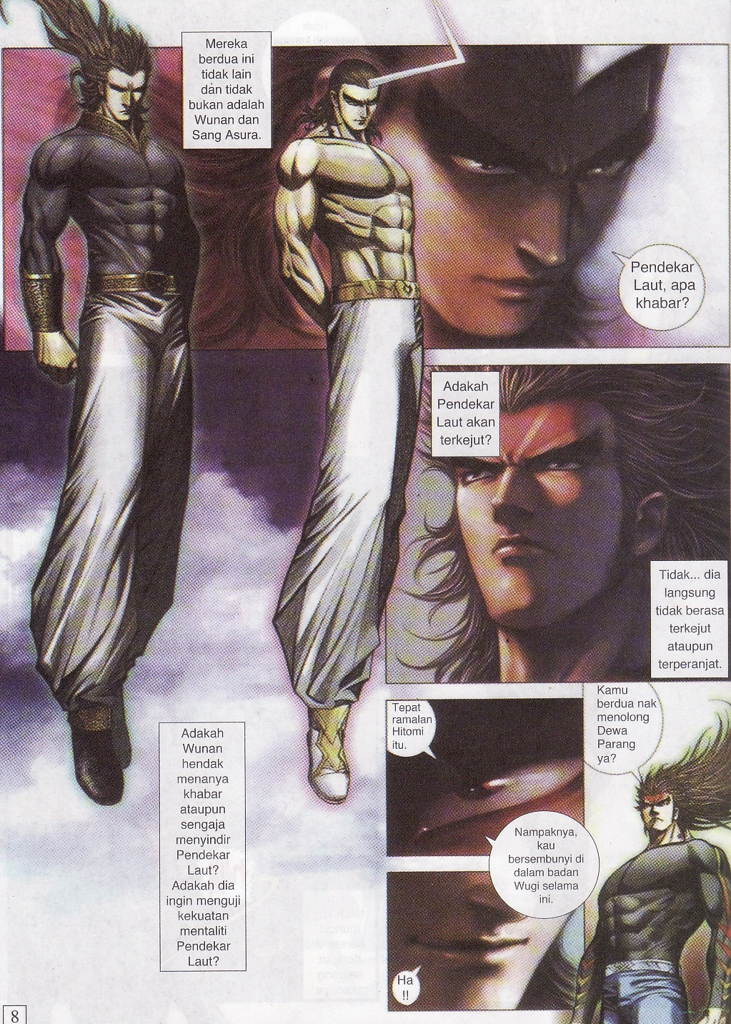 Mereka
berdua ini
tidak lain
dan tidak
bukan adalah
Wunan dan
Sang Asura.
Pendekar
Laut, apa
khabar?
Adakah
Pendekar
Laut akan
terkejut?
Tidak... dia
langsung
tidak berasa
terkejut
ataupun
terperanjat.
Adakah
Wunan
hendak
menanya
khabar
ataupun
sengaja
menyindir
Pendekar
Laut?
Adakah dia
ingin menguji
kekuatan
mentaliti
Pendekar
Laut?
Tepat
ramalan
Hitomi
itu.
Kamu
berdua nak
menolong
Dewa
Parang
ya?
Nampaknya,
kau
bersembunyi di
dalam badan
Wugi selama
ini.
Ha
!!
8